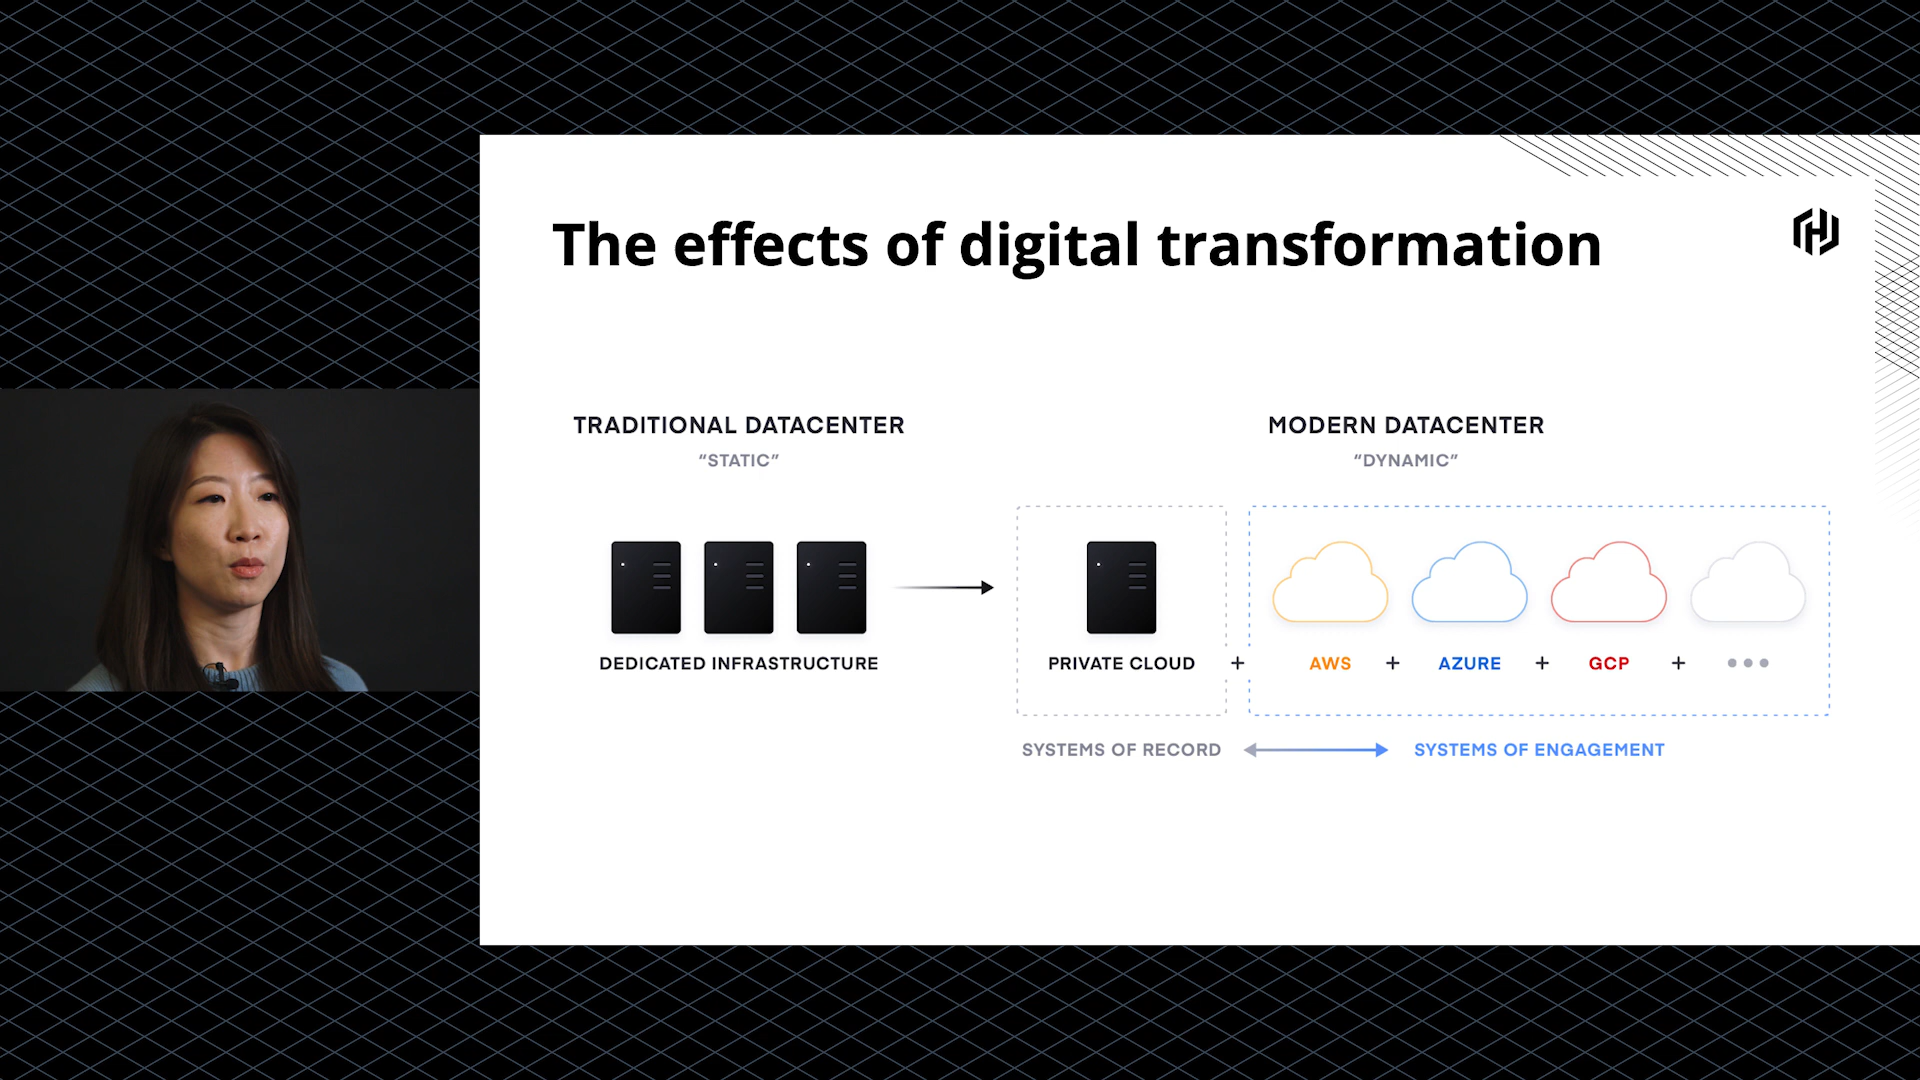 The effects of digital transformation
TRADITIONAL DATACENTER
“STATIC”
DEDICATED INFRASTRUCTURE
MODERN DATACENTER
“DYNAMIC”
PRIVATE CLOUD + AWS + AZURE + GCP + •••
SYSTEMS OF RECORD
SYSTEMS OF ENGAGEMENT